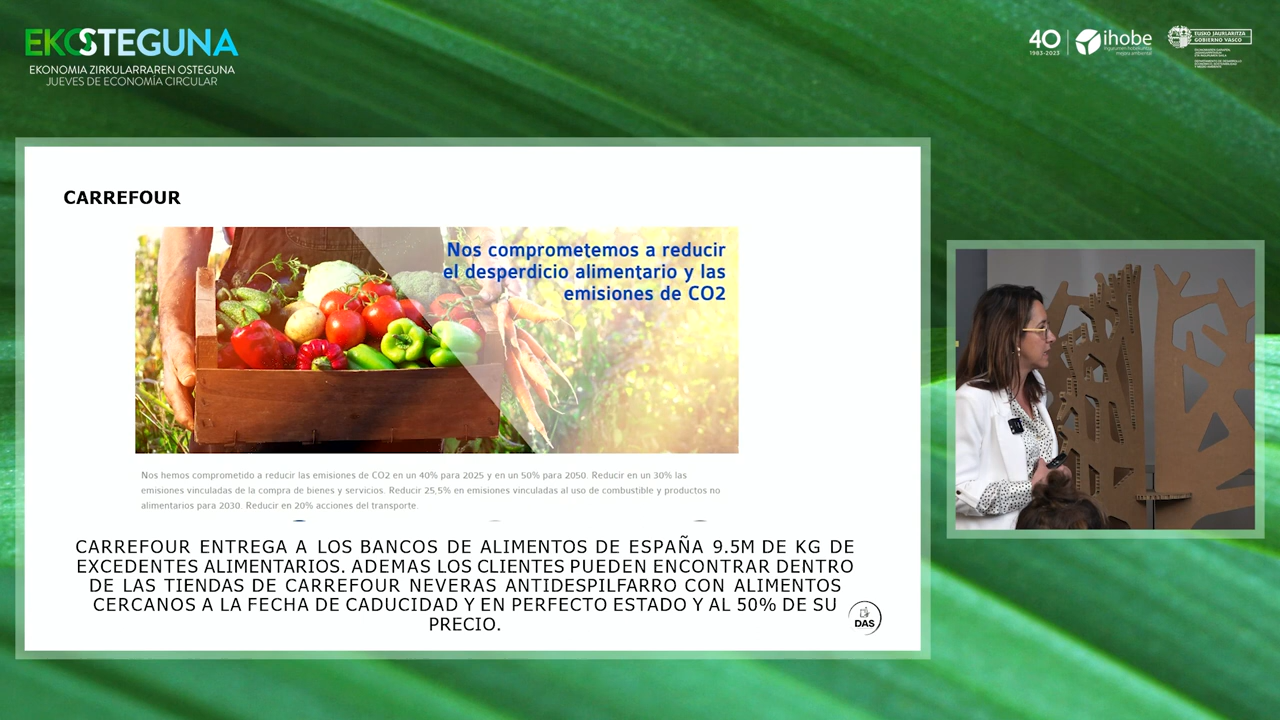 EKOSTEGUNA
EKONOMIA ZIRKULARRAREN OSTEGUNA
JUEVES DE ECONOMÍA CIRCULAR
40
1983-2023
ihobe
EUSKO JAURLARITZA
GOBIERNO VASCO
CARREFOUR
Nos comprometemos a reducir
el desperdicio alimentario y las
emisiones de CO2
Nos hemos comprometido a reducir las emisiones de CO2 en un 40% para 2025 y en un 50% para 2050. Reducir en un 30% las
emisiones vinculadas de la compra de bienes y servicios. Reducir 25,5% en emisiones vinculadas al uso de combustible y productos no
alimentarios para 2030. Reducir en 20% acciones del transporte.
CARREFOUR ENTREGA A LOS BANCOS DE ALIMENTOS DE ESPAÑA 9.5M DE KG DE
EXCEDENTES ALIMENTARIOS. ADEMAS LOS CLIENTES PUEDEN ENCONTRAR DENTRO
DE LAS TIENDAS DE CARREFOUR NEVERAS ANTIDESPILFARRO CON ALIMENTOS
CERCANOS A LA FECHA DE CADUCIDAD Y EN PERFECTO ESTADO Y AL 50% DE SU
PRECIO.
DAS